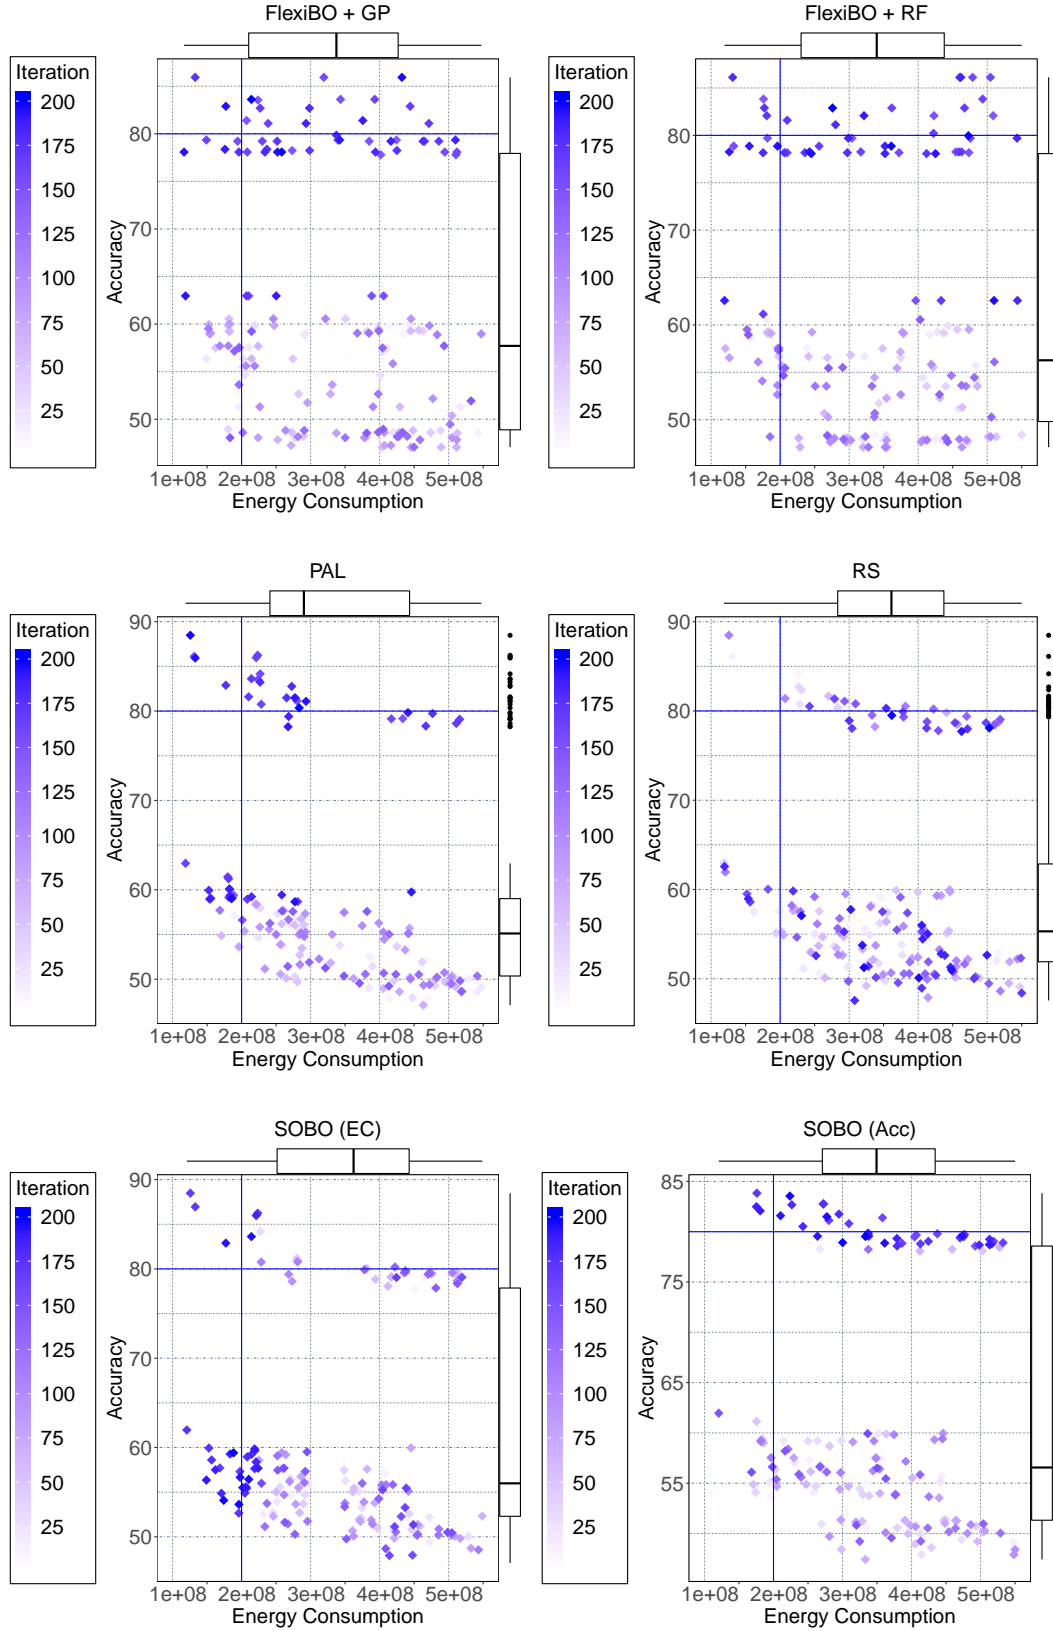 FlexiBO + GP
Iteration
200
175
150
125
100
75
50
25
Accuracy
80
70
60
50
1e+08 2e+08 3e+08 4e+08 5e+08
Energy Consumption
FlexiBO + RF
Iteration
200
175
150
125
100
75
50
25
Accuracy
80
70
60
50
1e+08 2e+08 3e+08 4e+08 5e+08
Energy Consumption
PAL
Iteration
200
175
150
125
100
75
50
25
Accuracy
90
80
70
60
50
1e+08 2e+08 3e+08 4e+08 5e+08
Energy Consumption
RS
Iteration
200
175
150
125
100
75
50
25
Accuracy
90
80
70
60
50
1e+08 2e+08 3e+08 4e+08 5e+08
Energy Consumption
SOBO (EC)
Iteration
200
175
150
125
100
75
50
25
Accuracy
90
80
70
60
50
1e+08 2e+08 3e+08 4e+08 5e+08
Energy Consumption
SOBO (Acc)
Iteration
200
175
150
125
100
75
50
25
Accuracy
85
75
65
55
1e+08 2e+08 3e+08 4e+08 5e+08
Energy Consumption